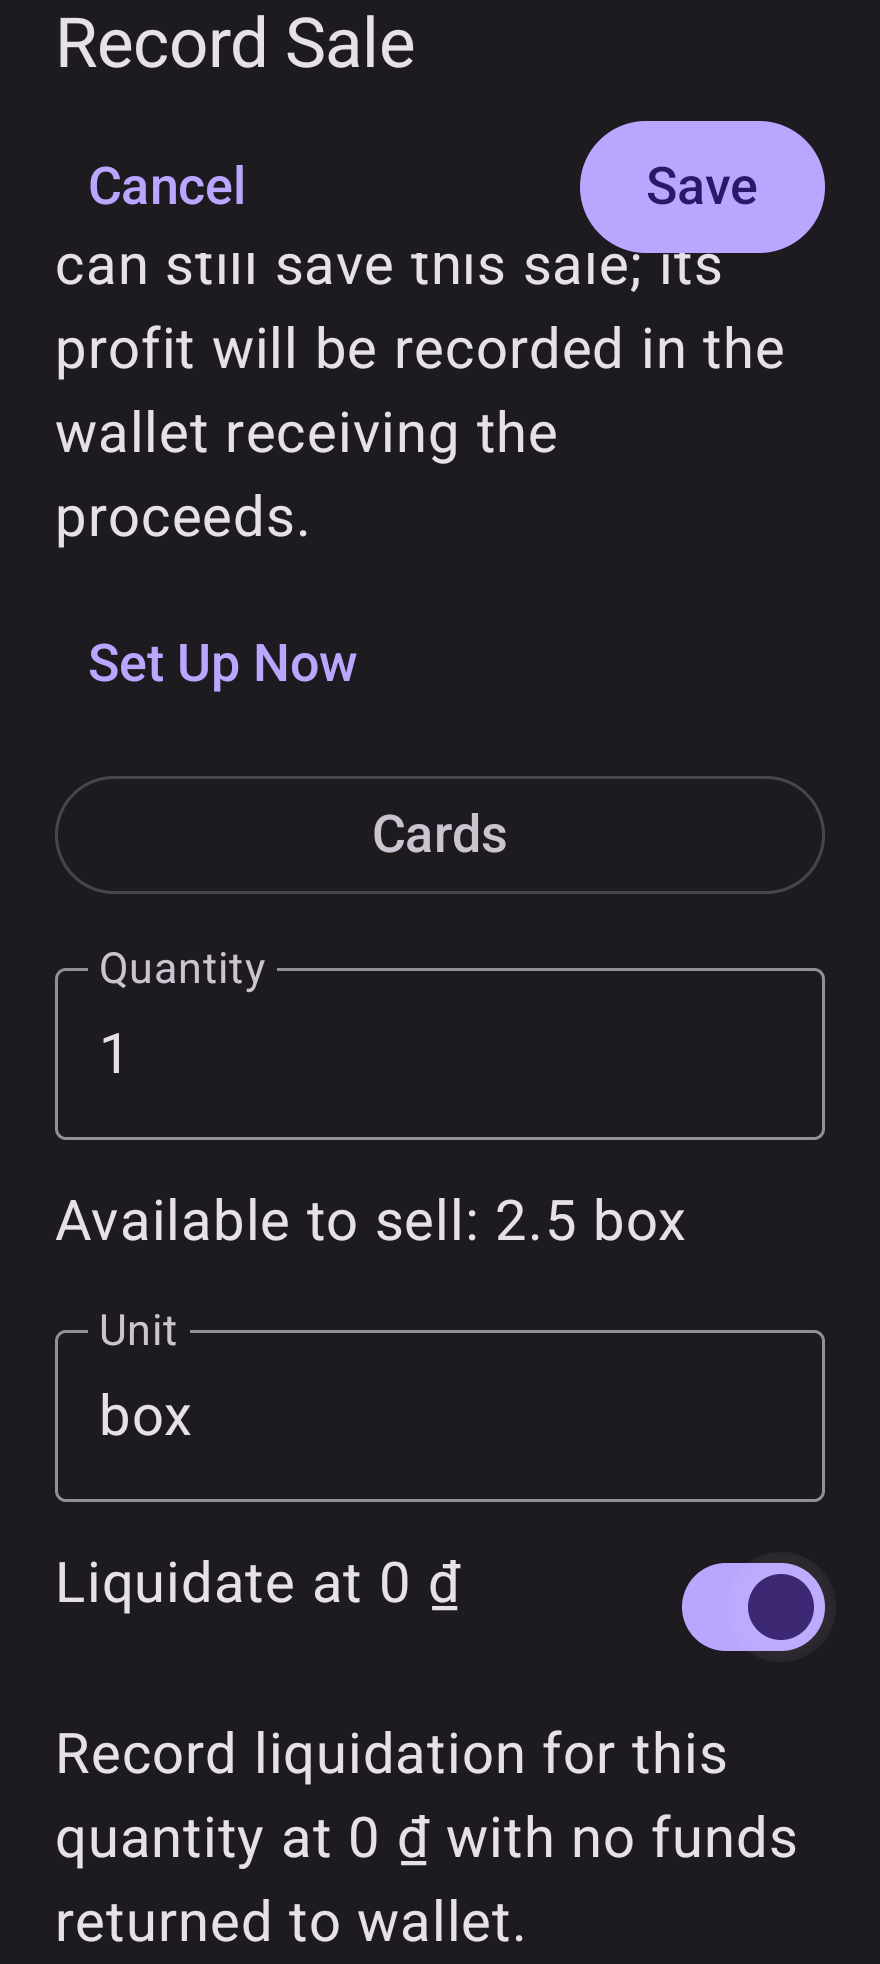 Record Sale
Cancel
Save
can still save this sale; its
profit will be recorded in the
wallet receiving the
proceeds.
Set Up Now
Cards
Quantity
1
Available to sell: 2.5 box
Unit
box
Liquidate at 0 ₫
Record liquidation for this
quantity at 0 ₫ with no funds
returned to wallet.